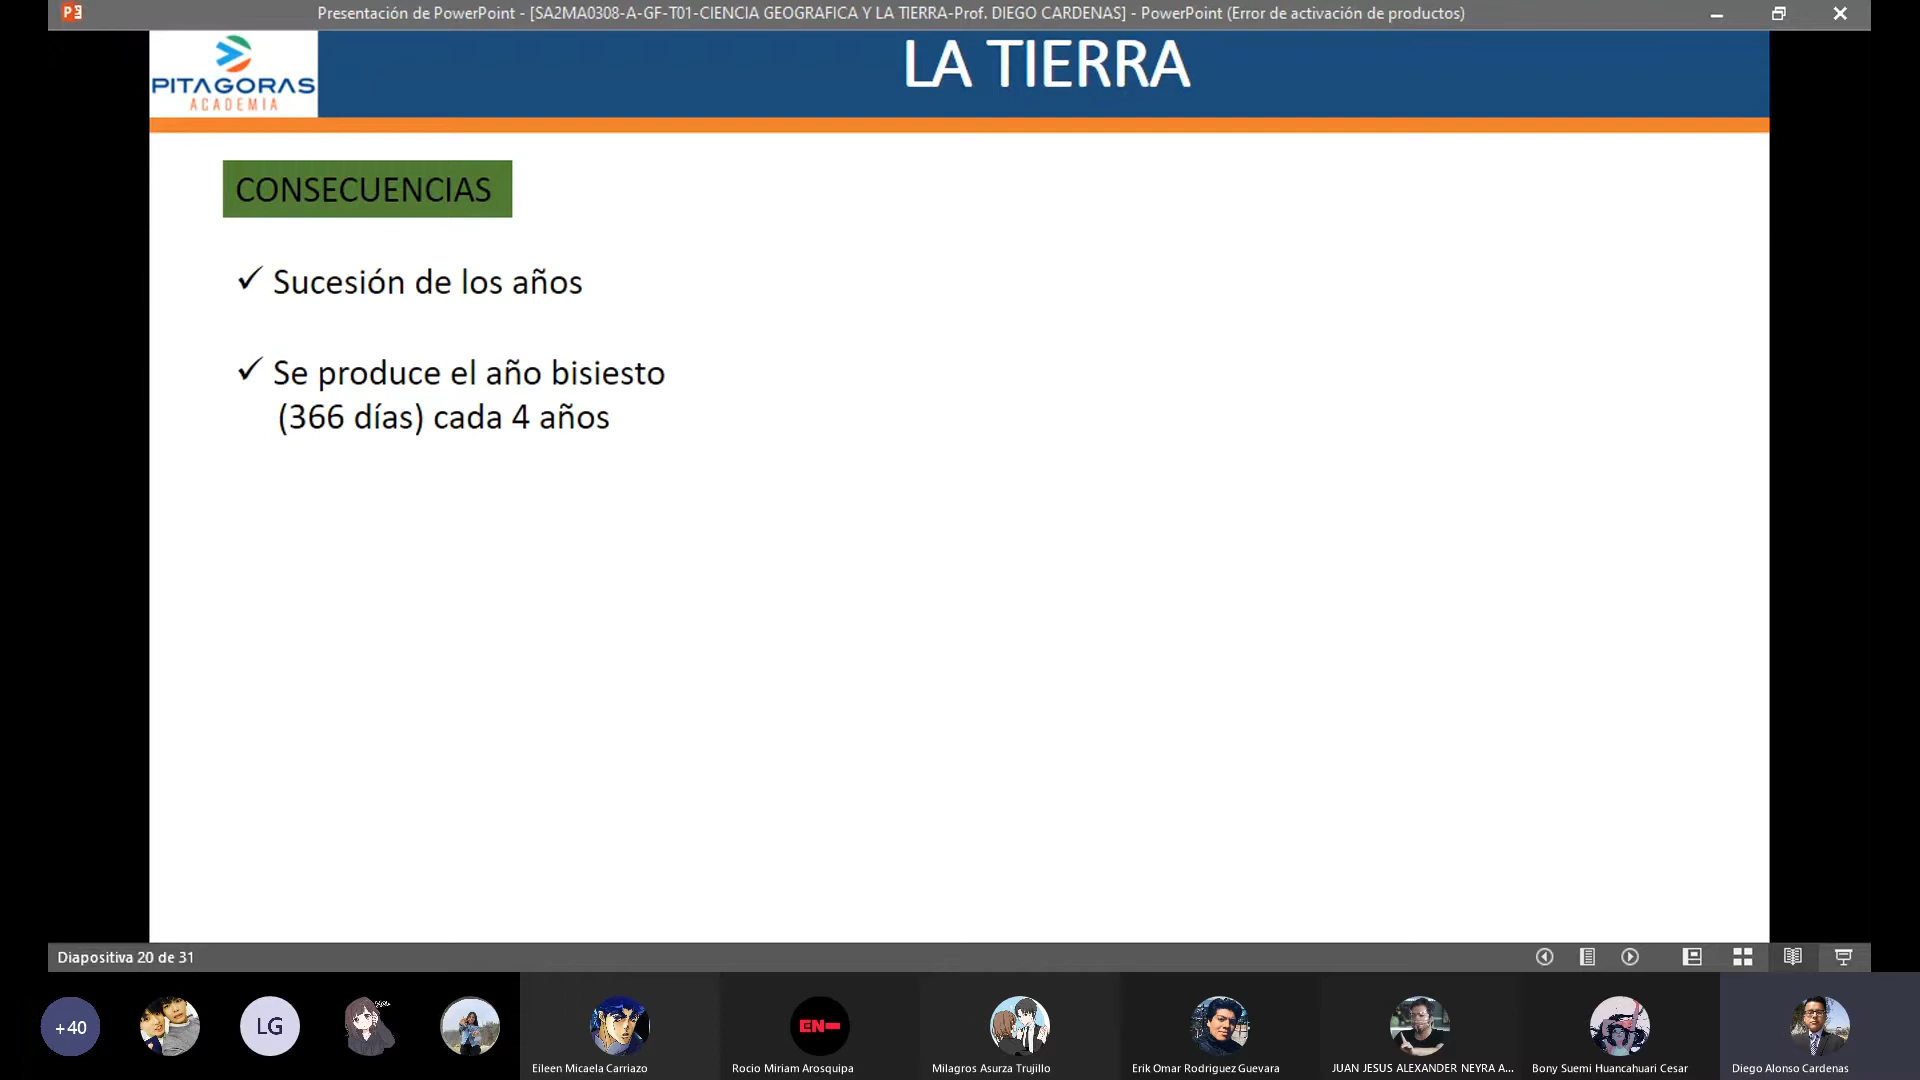 Presentación de PowerPoint - [SA2MA0308-A-GF-T01-CIENCIA GEOGRAFICA Y LA TIERRA-Prof. DIEGO CARDENAS] - PowerPoint (Error de activación de productos)
LA TIERRA
PITAGORAS
ACADEMIA
CONSECUENCIAS
✓ Sucesión de los años
✓ Se produce el año bisiesto
(366 días) cada 4 años
Diapositiva 20 de 31
+40
LG
EN
Eileen Micaela Carriazo
Rocio Miriam Arosquipa
Milagros Asurza Trujillo
Erik Omar Rodriguez Guevara
JUAN JESUS ALEXANDER NEYRA A...
Bony Suemi Huancahuari Cesar
Diego Alonso Cardenas